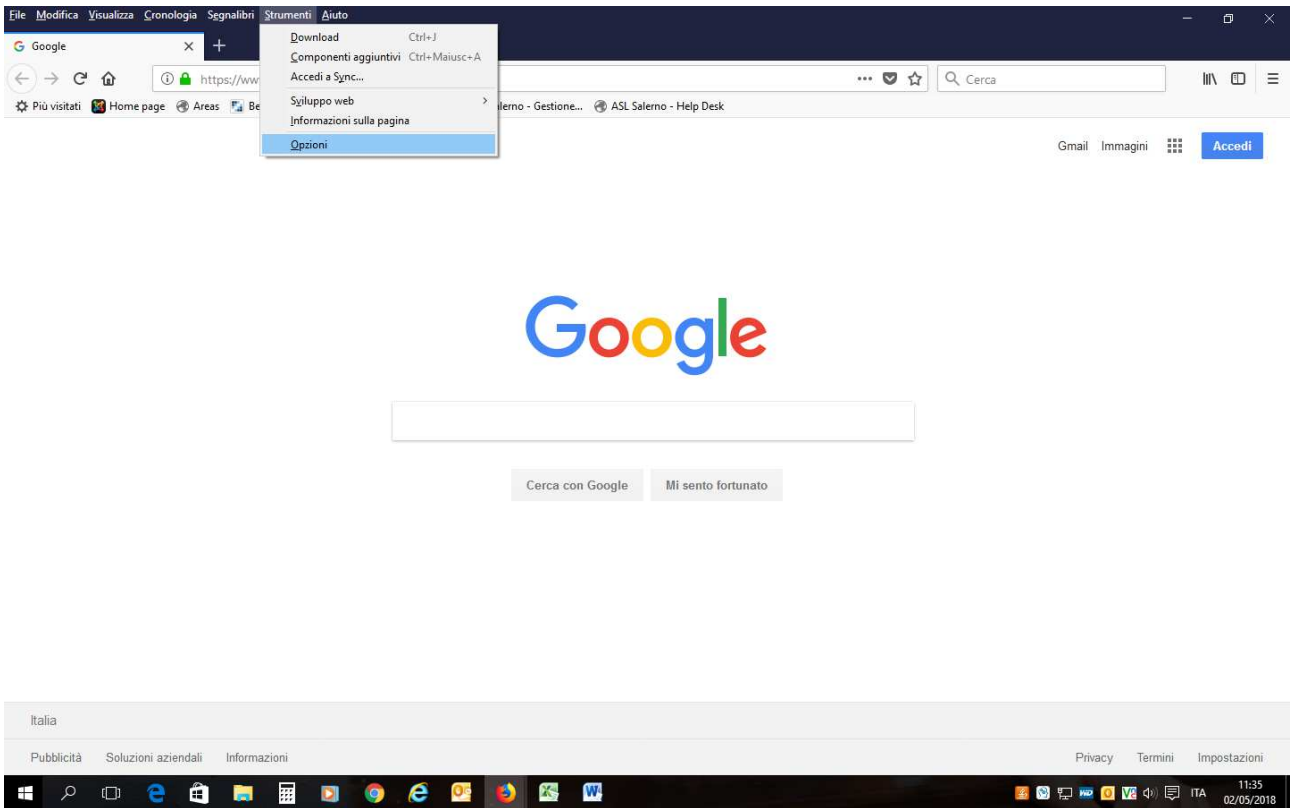 File Modifica Visualizza Cronologia Segnalibri Strumenti Aiuto
Google
Download Ctrl+J
Componenti aggiuntivi Ctrl+Maiusc+A
Accedi a Sync...
Sviluppo web
Informazioni sulla pagina
Opzioni
https://ww
Cerca
Più visitati Home page Areas Be lerno - Gestione... ASL Salerno - Help Desk
Gmail Immagini Accedi
Google
Cerca con Google Mi sento fortunato
Italia
Pubblicità Soluzioni aziendali Informazioni Privacy Termini Impostazioni
ITA 11:35
02/05/2018